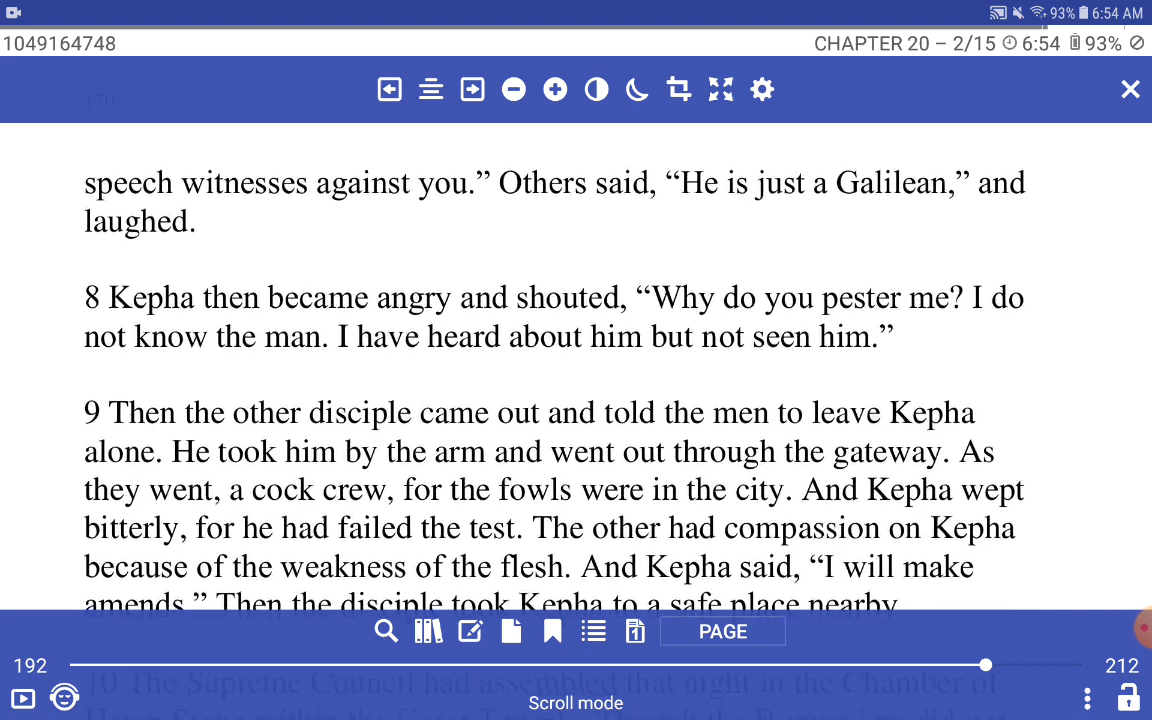 93% 6:54 AM
1049164748 CHAPTER 20 – 2/15 6:54 93%
170
speech witnesses against you.” Others said, “He is just a Galilean,” and
laughed.
8 Kepha then became angry and shouted, “Why do you pester me? I do
not know the man. I have heard about him but not seen him.”
9 Then the other disciple came out and told the men to leave Kepha
alone. He took him by the arm and went out through the gateway. As
they went, a cock crew, for the fowls were in the city. And Kepha wept
bitterly, for he had failed the test. The other had compassion on Kepha
because of the weakness of the flesh. And Kepha said, “I will make
amends.” Then the disciple took Kepha to a safe place nearby
1 PAGE
192 212
10 The Supreme Council had assembled that night in the Chamber of
Scroll mode